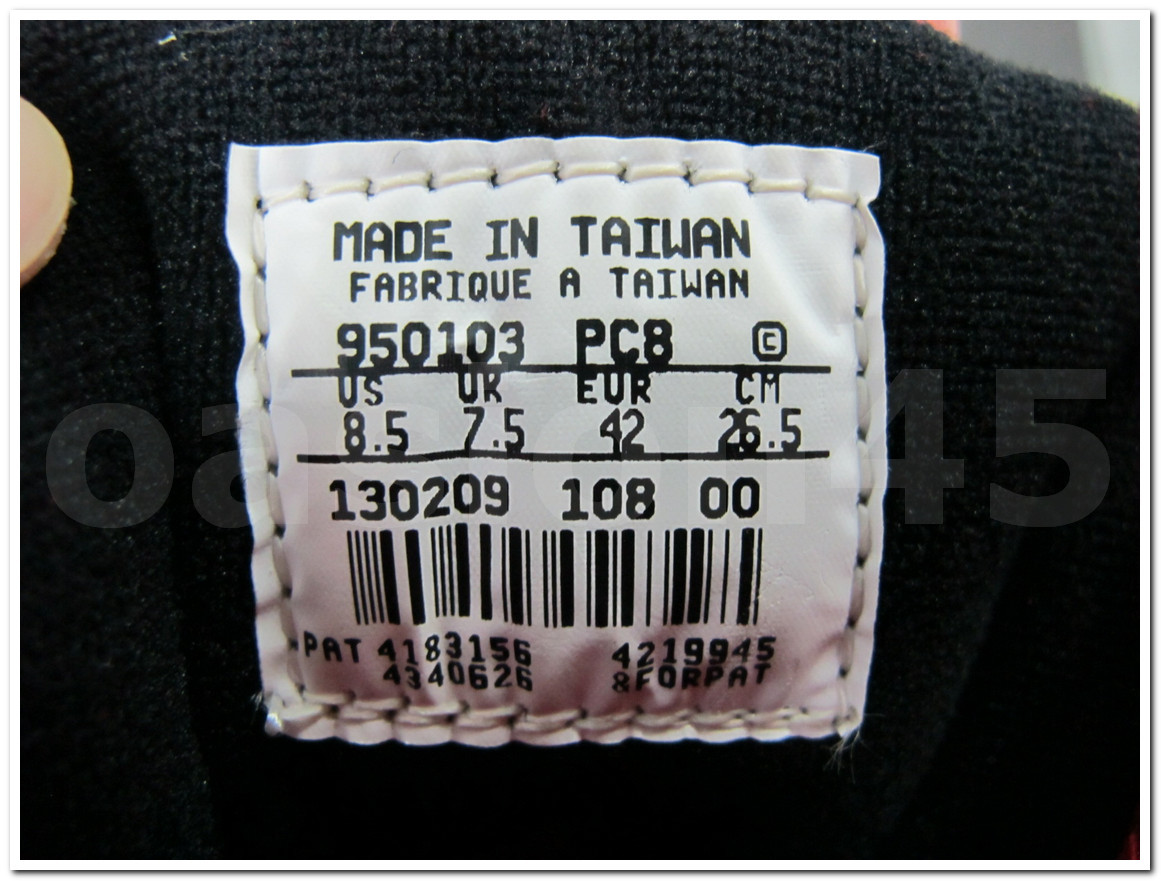 MADE IN TAIWAN
FABRIQUE A TAIWAN
950103 PC8 ©
US UK EUR CM
8.5 7.5 42 26.5
130209 108 00
PAT 4183156 4219945
4340626 &FORPAT